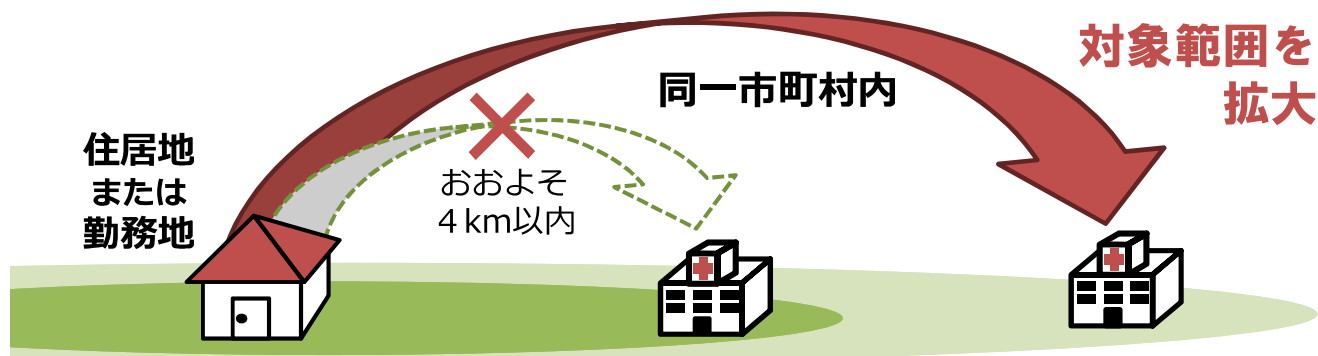 対象範囲を
拡大
同一市町村内
住居地
または
勤務地
おおよそ
4km以内